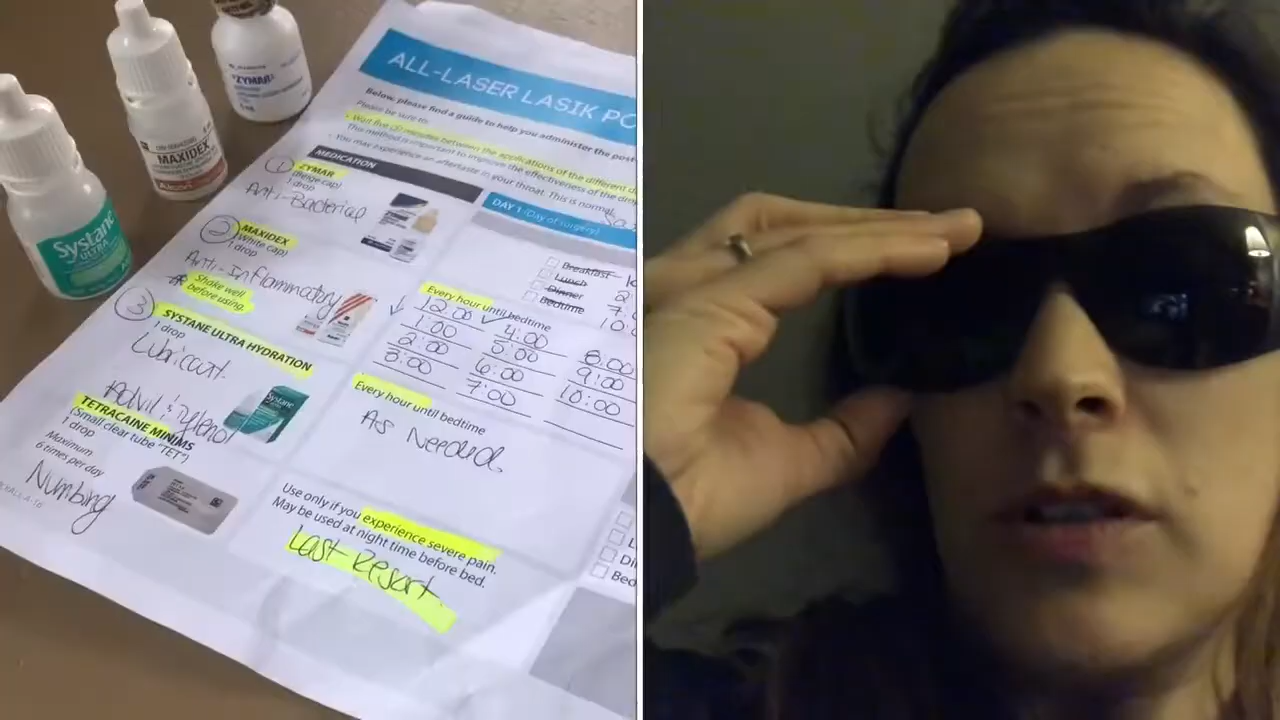 ZYMAR
MAXIDEX
Alcon
Systane
ULTRA
ALL-LASER LASIK PO
Below, please find a guide to help you administer the post
Please be sure to:
• Wait five (5) minutes between the applications of the different d
This method is important to improve the effectiveness of the drop
• You may experience an aftertaste in your throat. This is normal.
MEDICATION
DAY 1 /Day of surgery)
1 ZYMAR
(Beige cap)
1 drop
Anti-Bacterial
Breakfast
Lunch
Dinner
Bedtime
2 MAXIDEX
(White cap)
1 drop
Anti-Inflammatory
* Shake well
before using.
Every hour until bedtime
12:00 4:00 8:00
1:00 5:00 9:00
2:00 6:00 10:00
3:00 7:00
3 SYSTANE ULTRA HYDRATION
1 drop
Lubricant
Every hour until bedtime
As Needed.
Advil & Tylenol
TETRACAINE MINIMS
(Small clear tube "TET")
1 drop
Maximum
6 times per day
Numbing
Use only if you experience severe pain.
May be used at night time before bed.
Last Resort.